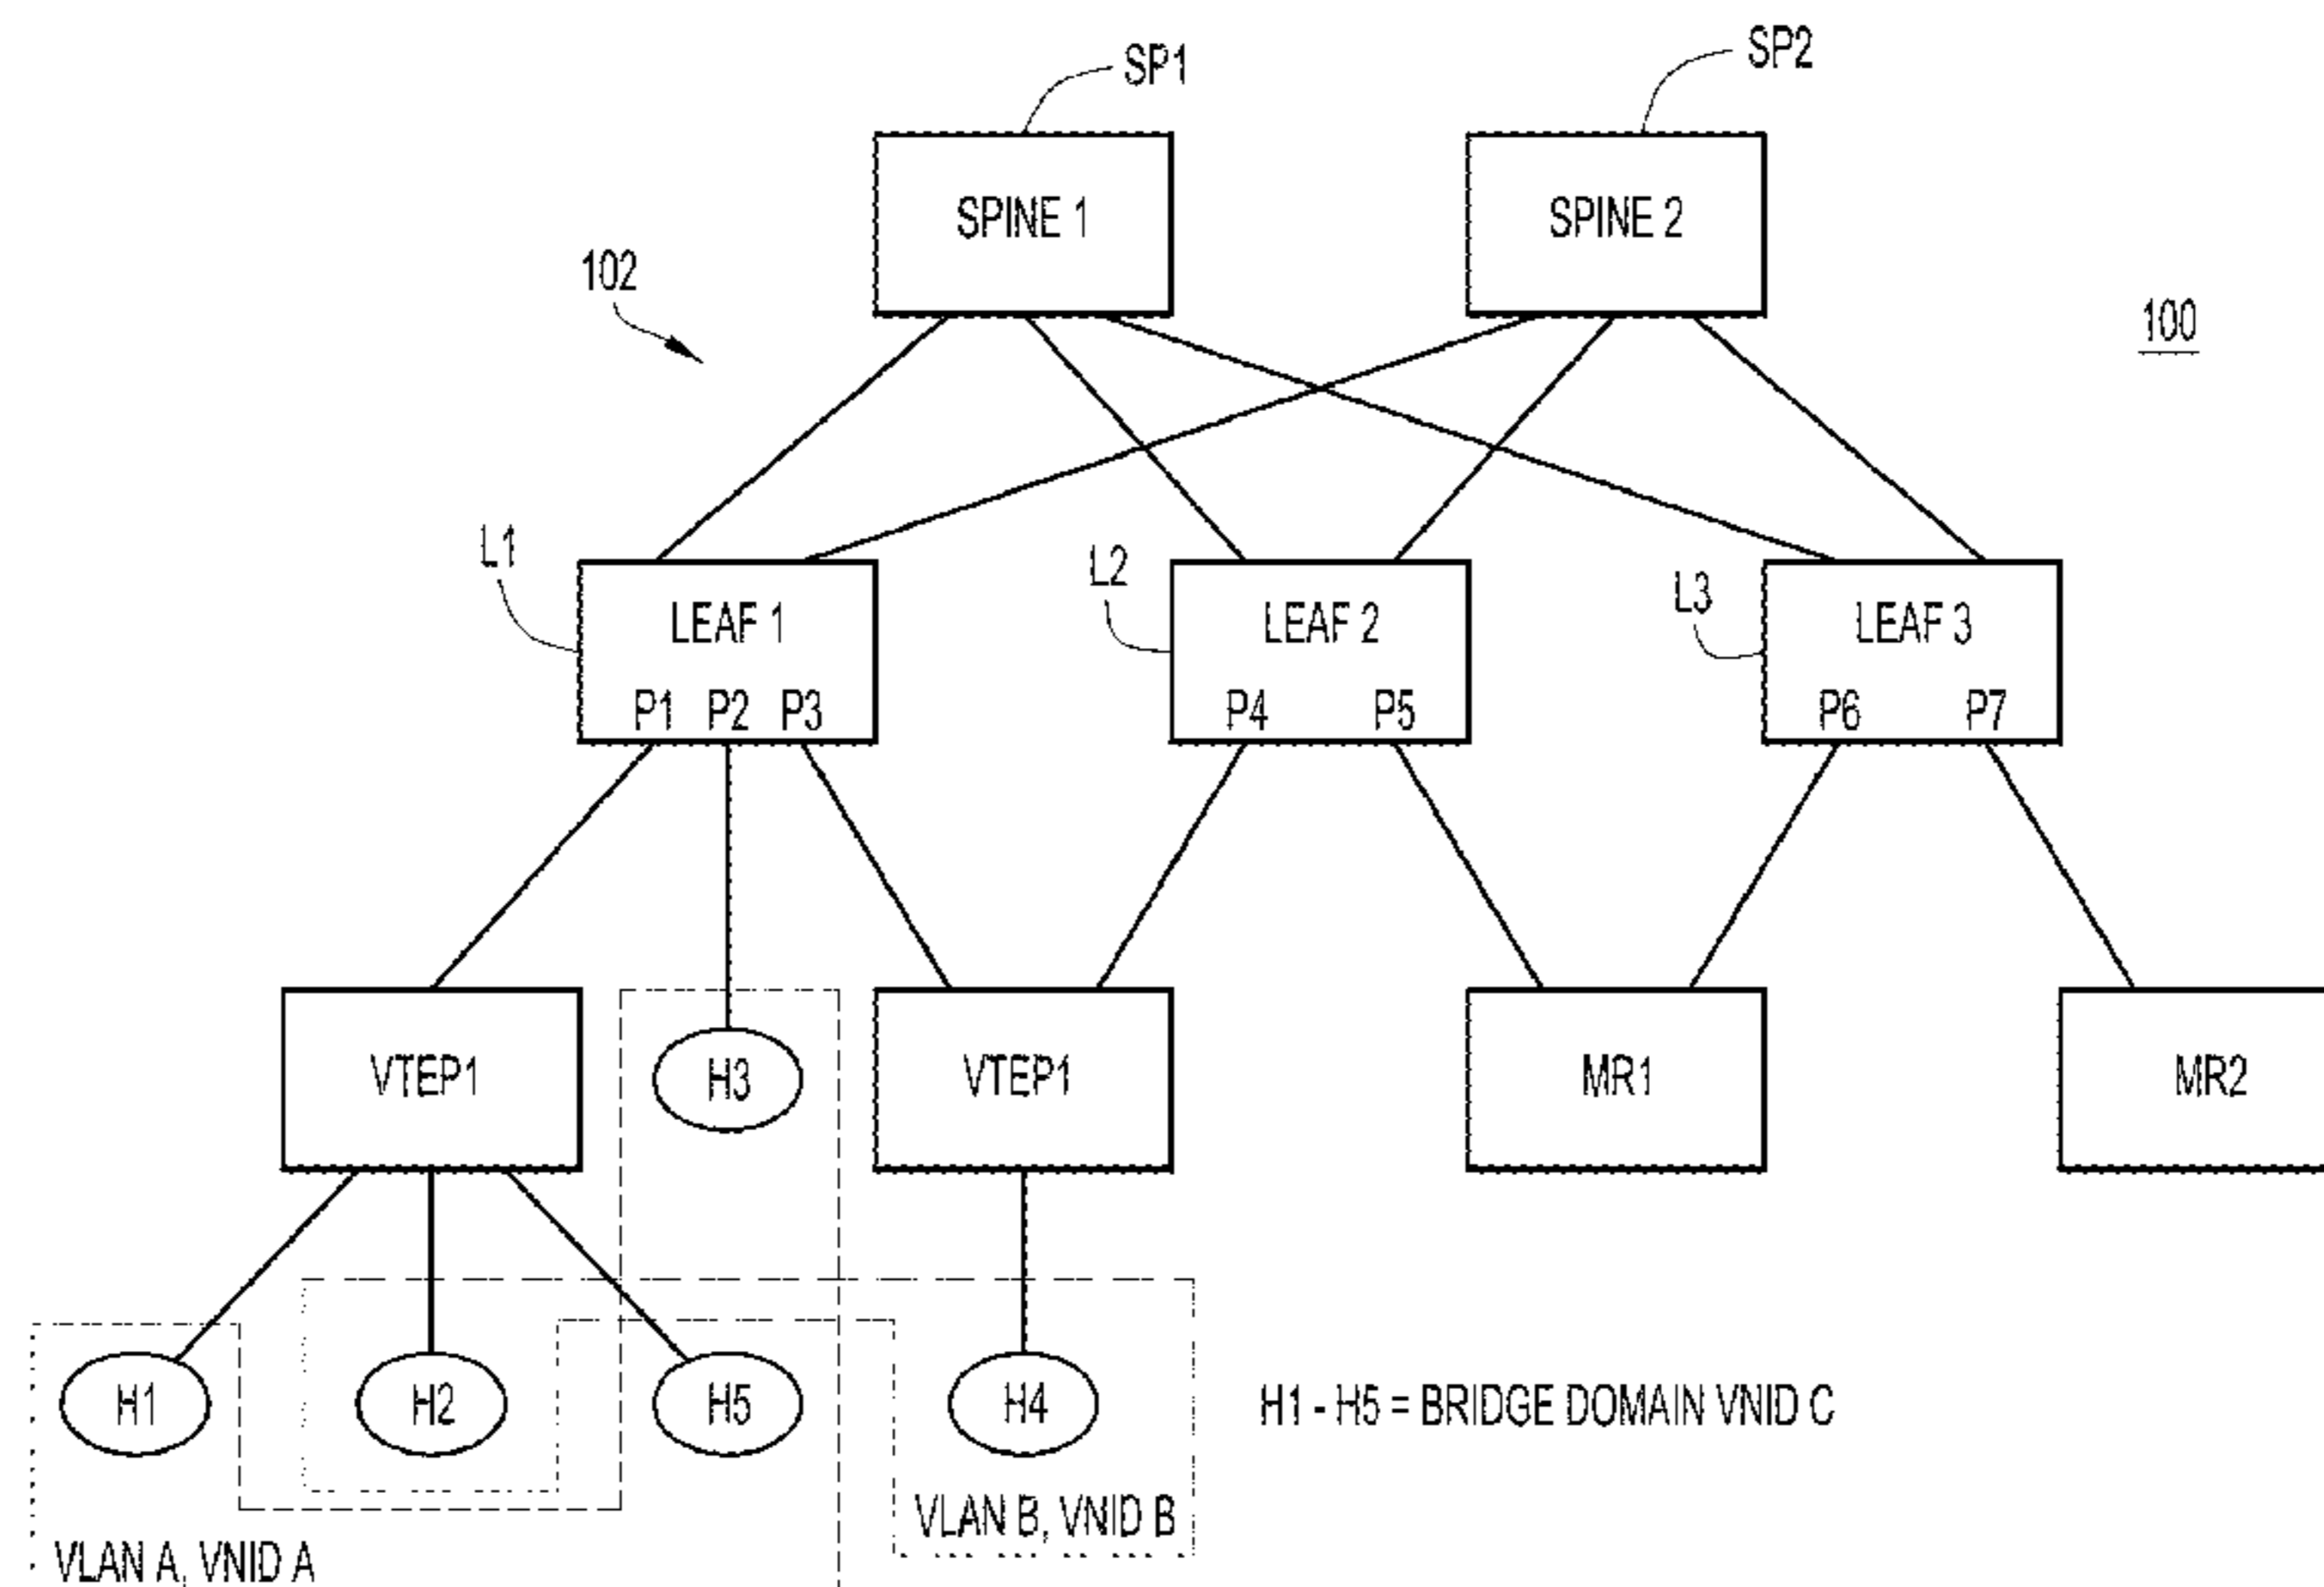 SP1
SP2
SPINE 1
SPINE 2
102
100
L1
L2
L3
LEAF 1
LEAF 2
LEAF 3
P1 P2 P3
P4 P5
P6 P7
VTEP1
H3
VTEP1
MR1
MR2
H1
H2
H5
H4
H1 - H5 = BRIDGE DOMAIN VNID C
VLAN B, VNID B
VLAN A, VNID A